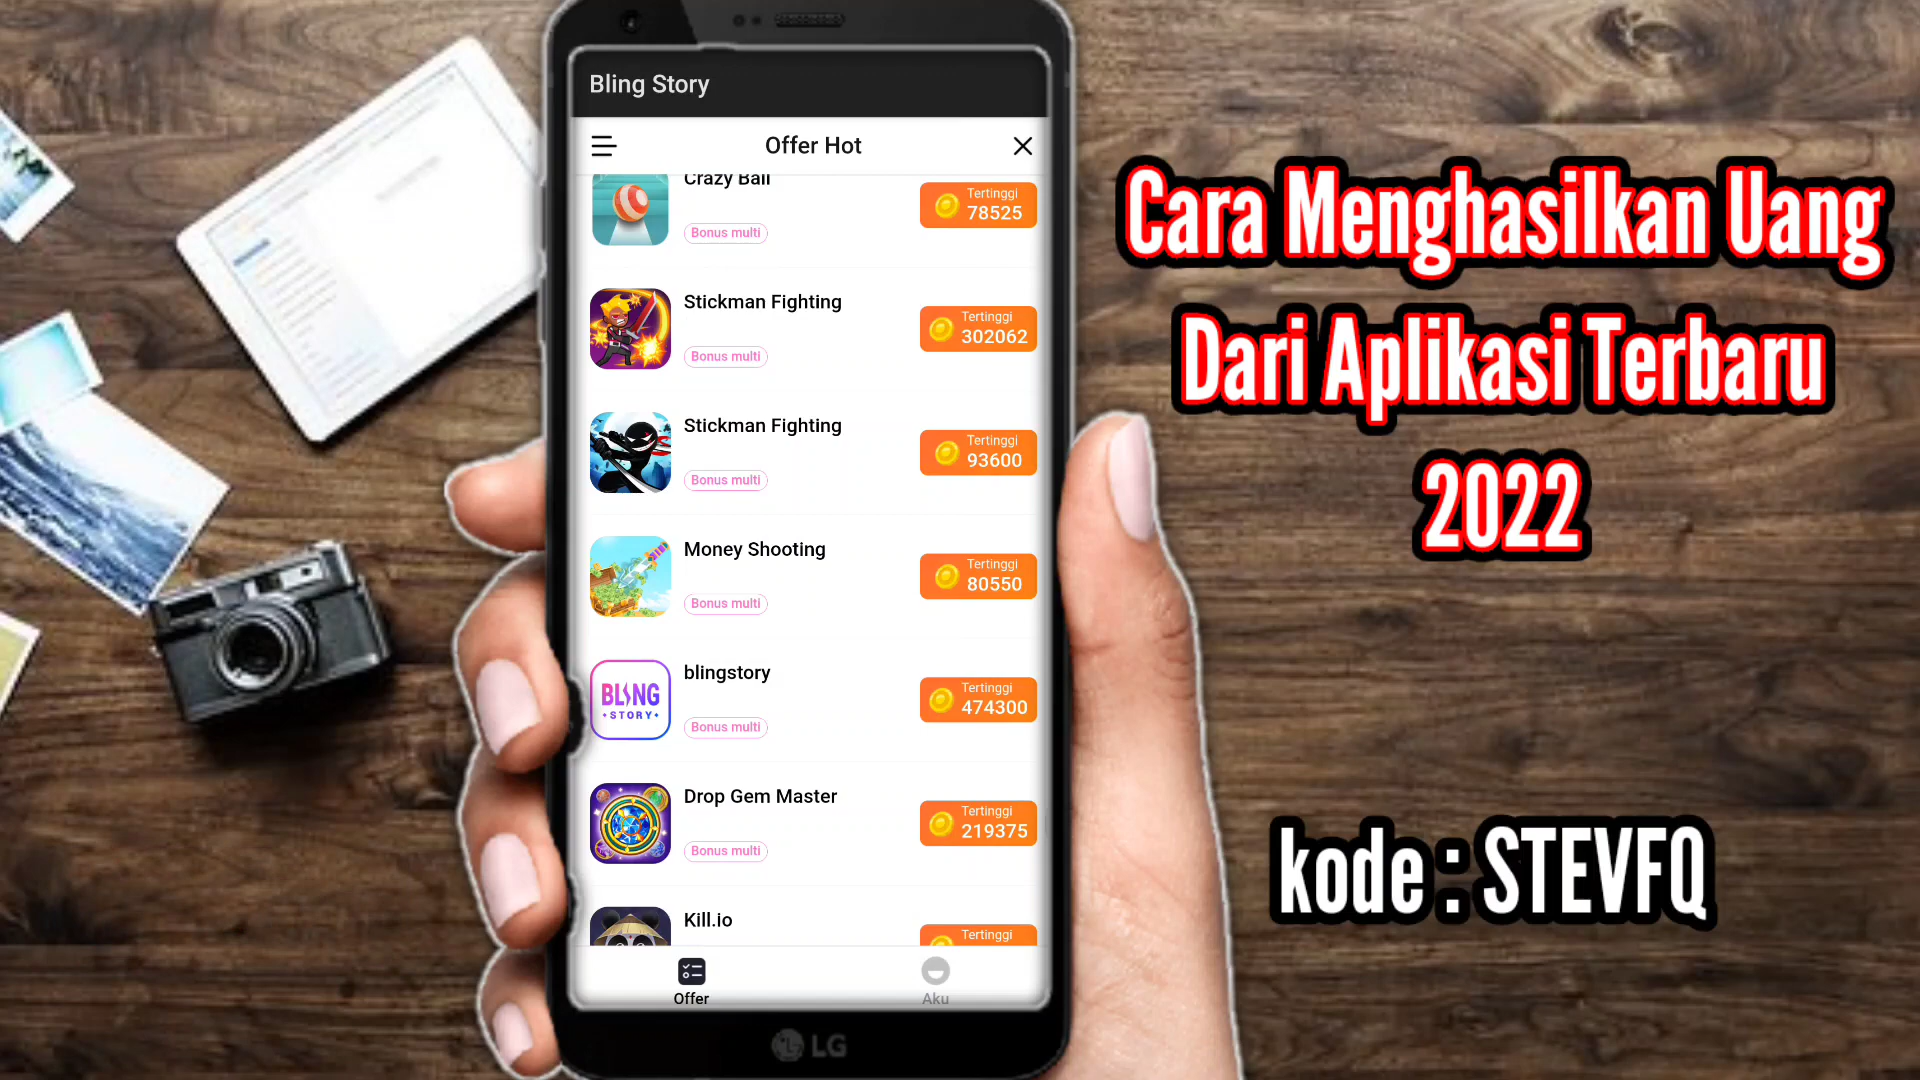 Bling Story
Offer Hot
Crazy Ball
Tertinggi
78525
Bonus multi
Stickman Fighting
Tertinggi
302062
Bonus multi
Stickman Fighting
Tertinggi
93600
Bonus multi
Money Shooting
Tertinggi
80550
Bonus multi
blingstory
BLING
STORY
Tertinggi
474300
Bonus multi
Drop Gem Master
Tertinggi
219375
Bonus multi
Kill.io
Tertinggi
Offer
Aku
LG
Cara Menghasilkan Uang
Dari Aplikasi Terbaru
2022
kode : STEVFQ